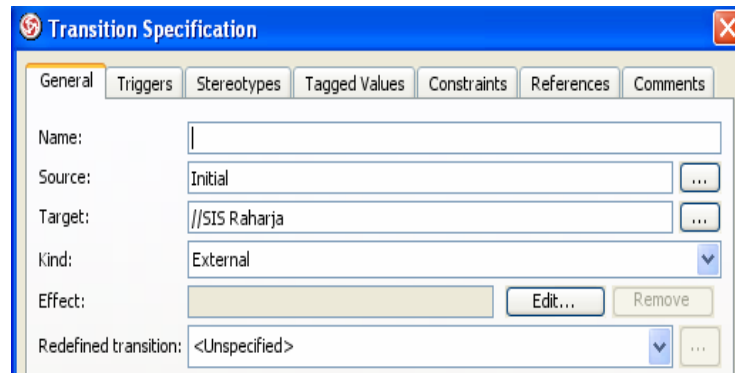 Transition Specification
General Triggers Stereotypes Tagged Values Constraints References Comments
Name:
Source: Initial ...
Target: //SIS Raharja ...
Kind: External
Effect: Edit... Remove
Redefined transition: <Unspecified> ...